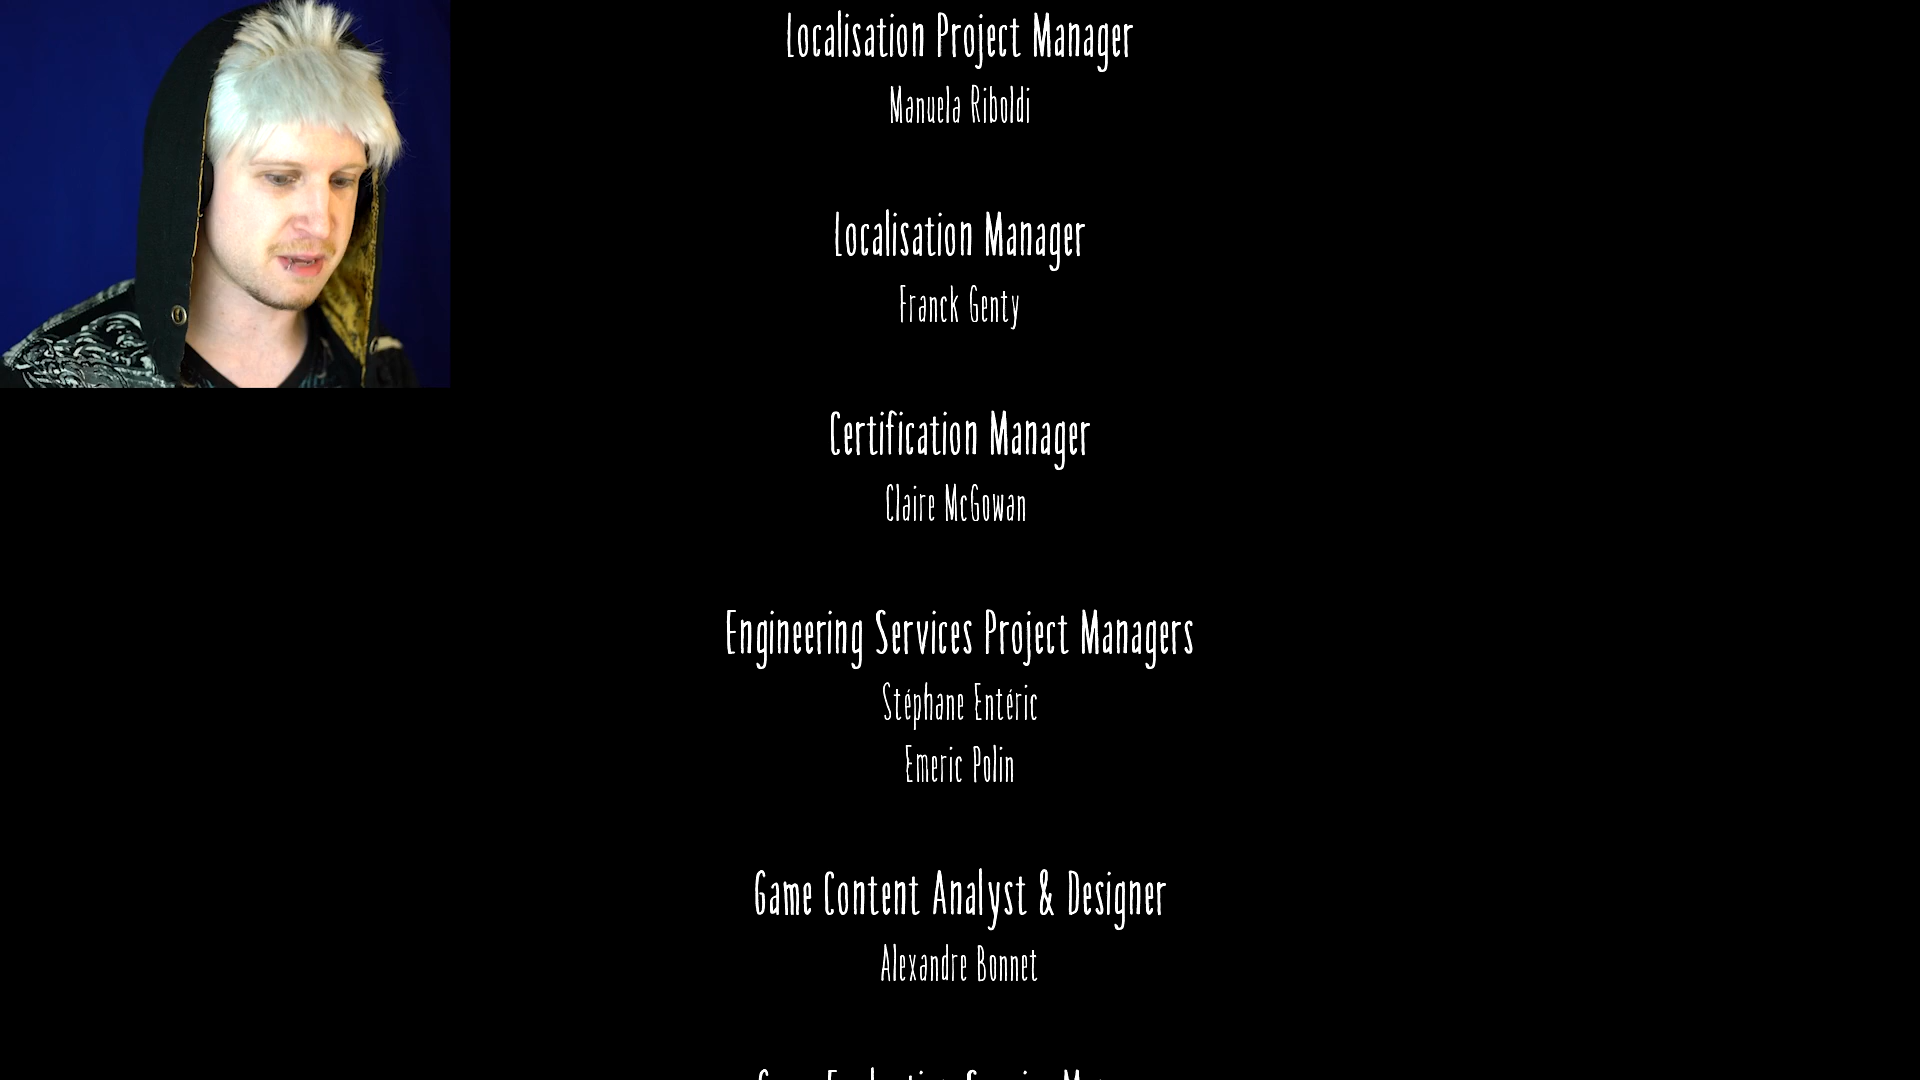 Localisation Project Manager
Manuela Riboldi
Localisation Manager
Franck Genty
Certification Manager
Claire McGowan
Engineering Services Project Managers
Stéphane Entéric
Emeric Polin
Game Content Analyst & Designer
Alexandre Bonnet